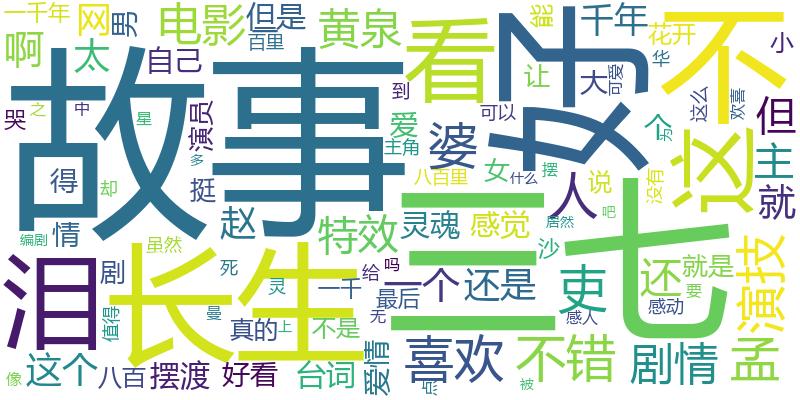 一千年
网
男
电影
但是
百里
黄泉
看
好
能
千年
花开
不
小
啊
太
自己
哭
之
中
星
演员
到
故事
可以
让
大
可爱
华
这么
欢喜
但
得
却
多
挺
爱
主角
婆
女
什么
摆
个
为
没有
这
主
就
情
编剧
赵
特效
八百里
三七
灵魂
感觉
人
说
吧
居然
沙
虽然
泪
剧
长生
死
灵
一千
给
吗
一个
还是
吏
还
就是
要
演技
值得
曼
真的
上
不是
最后
无
感人
感动
像
这个
八百
摆渡
好看
台词
爱情
喜欢
被
不错
剧情
孟